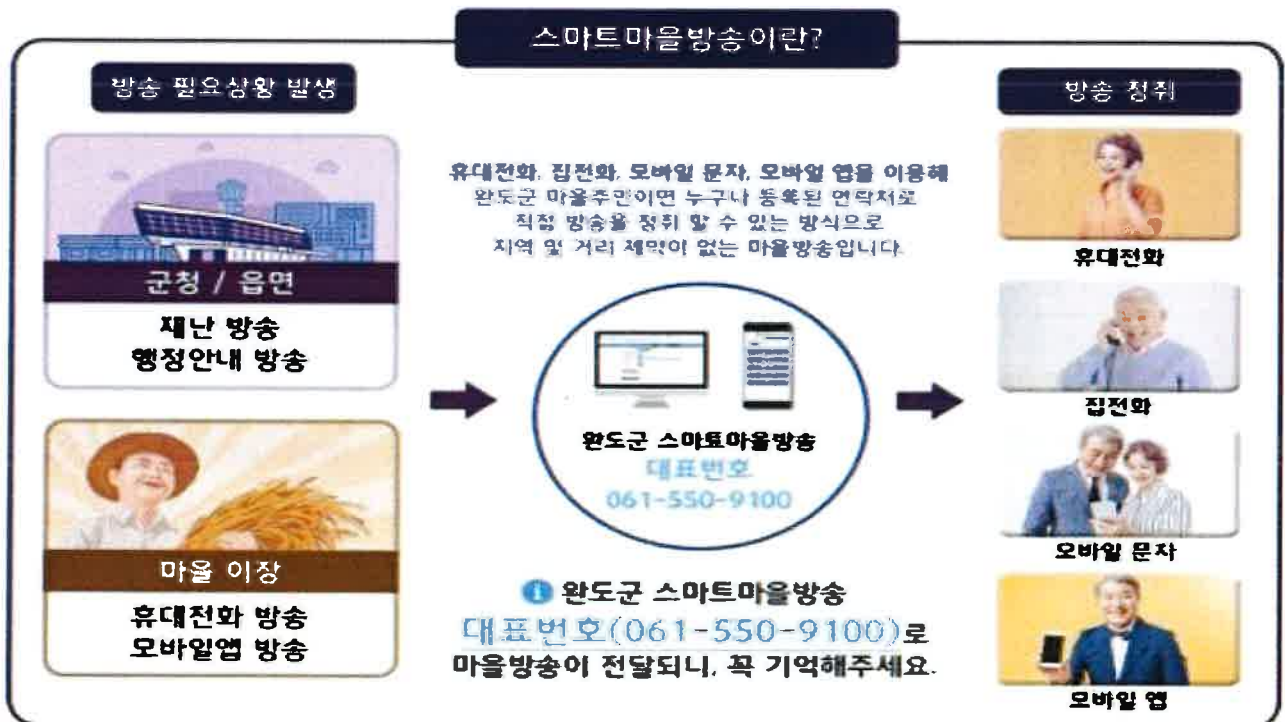 스마트마을방송이란?
방송 필요상황 발생
군청 / 읍면
재난 방송
행정안내 방송
마을 이장
휴대전화 방송
모바일앱 방송
휴대전화, 집전화, 모바일 문자, 모바일 앱을 이용해
완도군 마을주민이면 누구나 등록된 연락처로
직접 방송을 청취 할 수 있는 방식으로
지역 및 거리 제약이 없는 마을방송입니다.
완도군 스마트마을방송
대표번호
061-550-9100
완도군 스마트마을방송
대표번호(061-550-9100)로
마을방송이 전달되니, 꼭 기억해주세요.
방송 청취
휴대전화
집전화
모바일 문자
모바일 앱